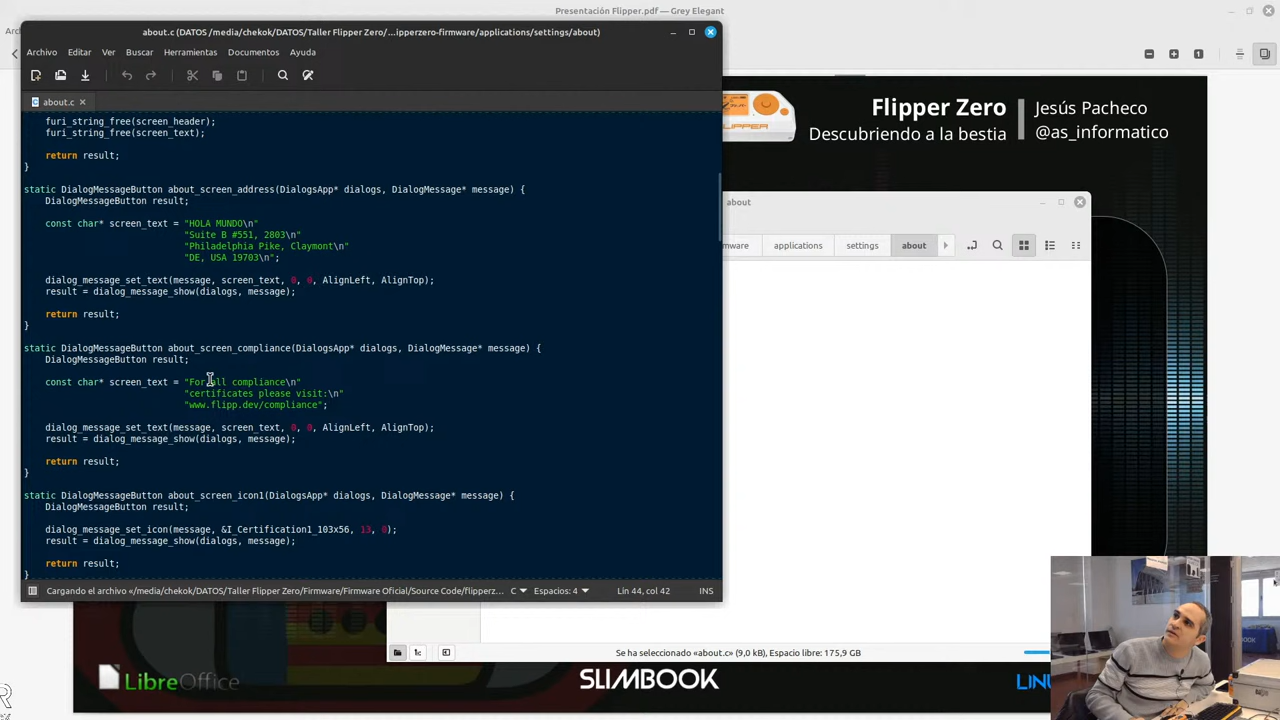 Presentación Flipper.pdf — Grey Elegant
about.c (DATOS /media/chekok/DATOS/Taller Flipper Zero/...ipperzero-firmware/applications/settings/about)
Archivo Editar Ver Buscar Herramientas Documentos Ayuda
about.c
furi_string_free(screen_header);
furi_string_free(screen_text);
return result;
}
static DialogMessageButton about_screen_address(DialogsApp* dialogs, DialogMessage* message) {
DialogMessageButton result;
const char* screen_text = "HOLA MUNDO\n"
"Suite B #551, 2803\n"
"Philadelphia Pike, Claymont\n"
"DE, USA 19703\n";
dialog_message_set_text(message, screen_text, 0, 0, AlignLeft, AlignTop);
result = dialog_message_show(dialogs, message);
return result;
}
static DialogMessageButton about_screen_compliance(DialogsApp* dialogs, DialogMessage* message) {
DialogMessageButton result;
const char* screen_text = "For all compliance\n"
"certificates please visit:\n"
"www.flipp.dev/compliance";
dialog_message_set_text(message, screen_text, 0, 0, AlignLeft, AlignTop);
result = dialog_message_show(dialogs, message);
return result;
}
static DialogMessageButton about_screen_icon1(DialogsApp* dialogs, DialogMessage* message) {
DialogMessageButton result;
dialog_message_set_icon(message, &I_Certification1_103x56, 13, 0);
result = dialog_message_show(dialogs, message);
return result;
}
Cargando el archivo «/media/chekok/DATOS/Taller Flipper Zero/Firmware/Firmware Oficial/Source Code/flipperz... C Espacios: 4 Lín 44, col 42 INS
Flipper Zero
Descubriendo a la bestia
Jesús Pacheco
@as_informatico
about
applications settings about
Se ha seleccionado «about.c» (9,0 kB), Espacio libre: 175,9 GB
LibreOffice
SLIMBOOK